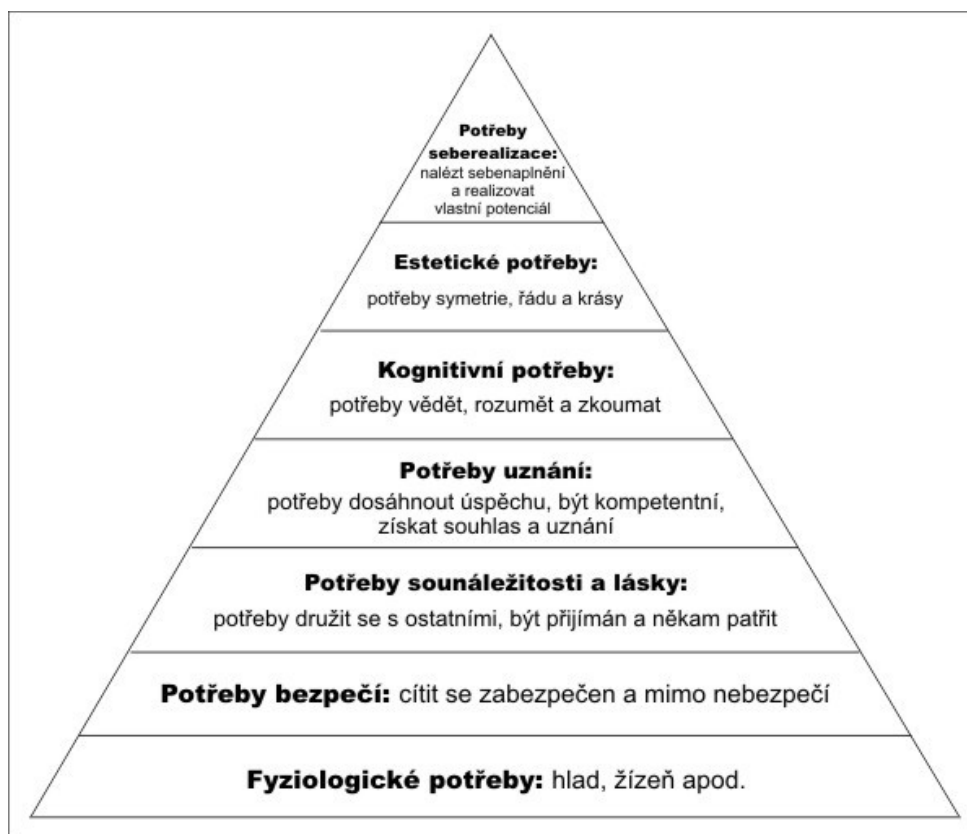 Potřeby
seberealizace:
nalézt sebenaplnění
a realizovat
vlastní potenciál
Estetické potřeby:
potřeby symetrie, řádu a krásy
Kognitivní potřeby:
potřeby vědět, rozumět a zkoumat
Potřeby uznání:
potřeby dosáhnout úspěchu, být kompetentní,
získat souhlas a uznání
Potřeby sounáležitosti a lásky:
potřeby družit se s ostatními, být přijímán a někam patřit
Potřeby bezpečí: cítit se zabezpečen a mimo nebezpečí
Fyziologické potřeby: hlad, žízeň apod.